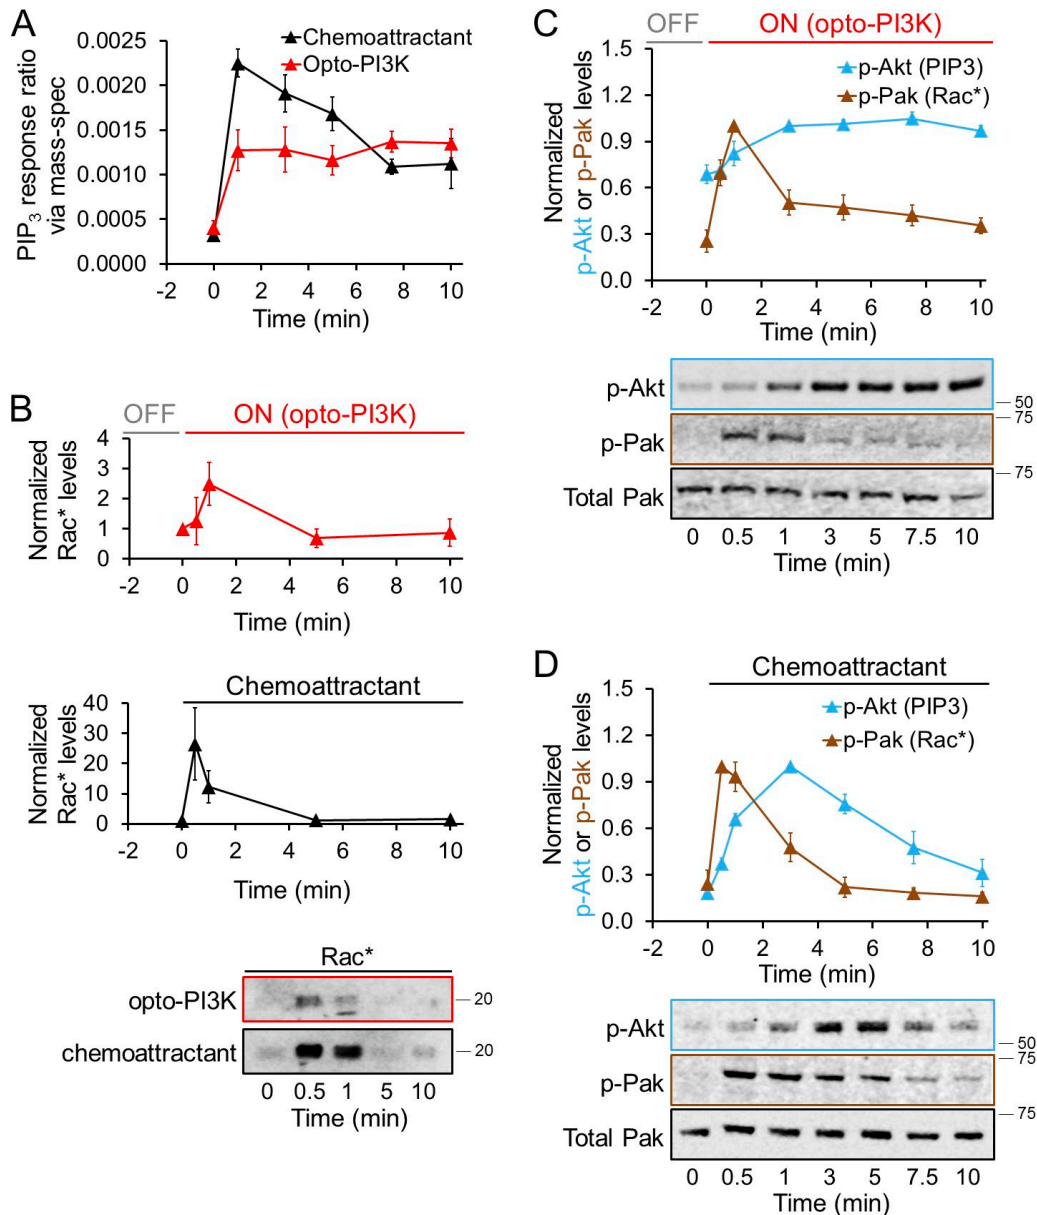 A
0.0025
0.0020
0.0015
0.0010
0.0005
0.0000
PIP3 response ratio
via mass-spec
Chemoattractant
Opto-PI3K
-2 0 2 4 6 8 10
Time (min)
B
OFF ON (opto-PI3K)
4
3
2
1
0
Normalized
Rac* levels
-2 0 2 4 6 8 10
Time (min)
Chemoattractant
40
30
20
10
0
Normalized
Rac* levels
-2 0 2 4 6 8 10
Time (min)
Rac*
opto-PI3K 20
chemoattractant 20
0 0.5 1 5 10
Time (min)
C
OFF ON (opto-PI3K)
1.5
1.2
0.9
0.6
0.3
0.0
Normalized
p-Akt or p-Pak levels
p-Akt (PIP3)
p-Pak (Rac*)
-2 0 2 4 6 8 10
Time (min)
p-Akt
50
75
p-Pak
75
Total Pak
0 0.5 1 3 5 7.5 10
Time (min)
D
Chemoattractant
1.5
1.2
0.9
0.6
0.3
0.0
Normalized
p-Akt or p-Pak levels
p-Akt (PIP3)
p-Pak (Rac*)
-2 0 2 4 6 8 10
Time (min)
p-Akt
50
75
p-Pak
75
Total Pak
0 0.5 1 3 5 7.5 10
Time (min)